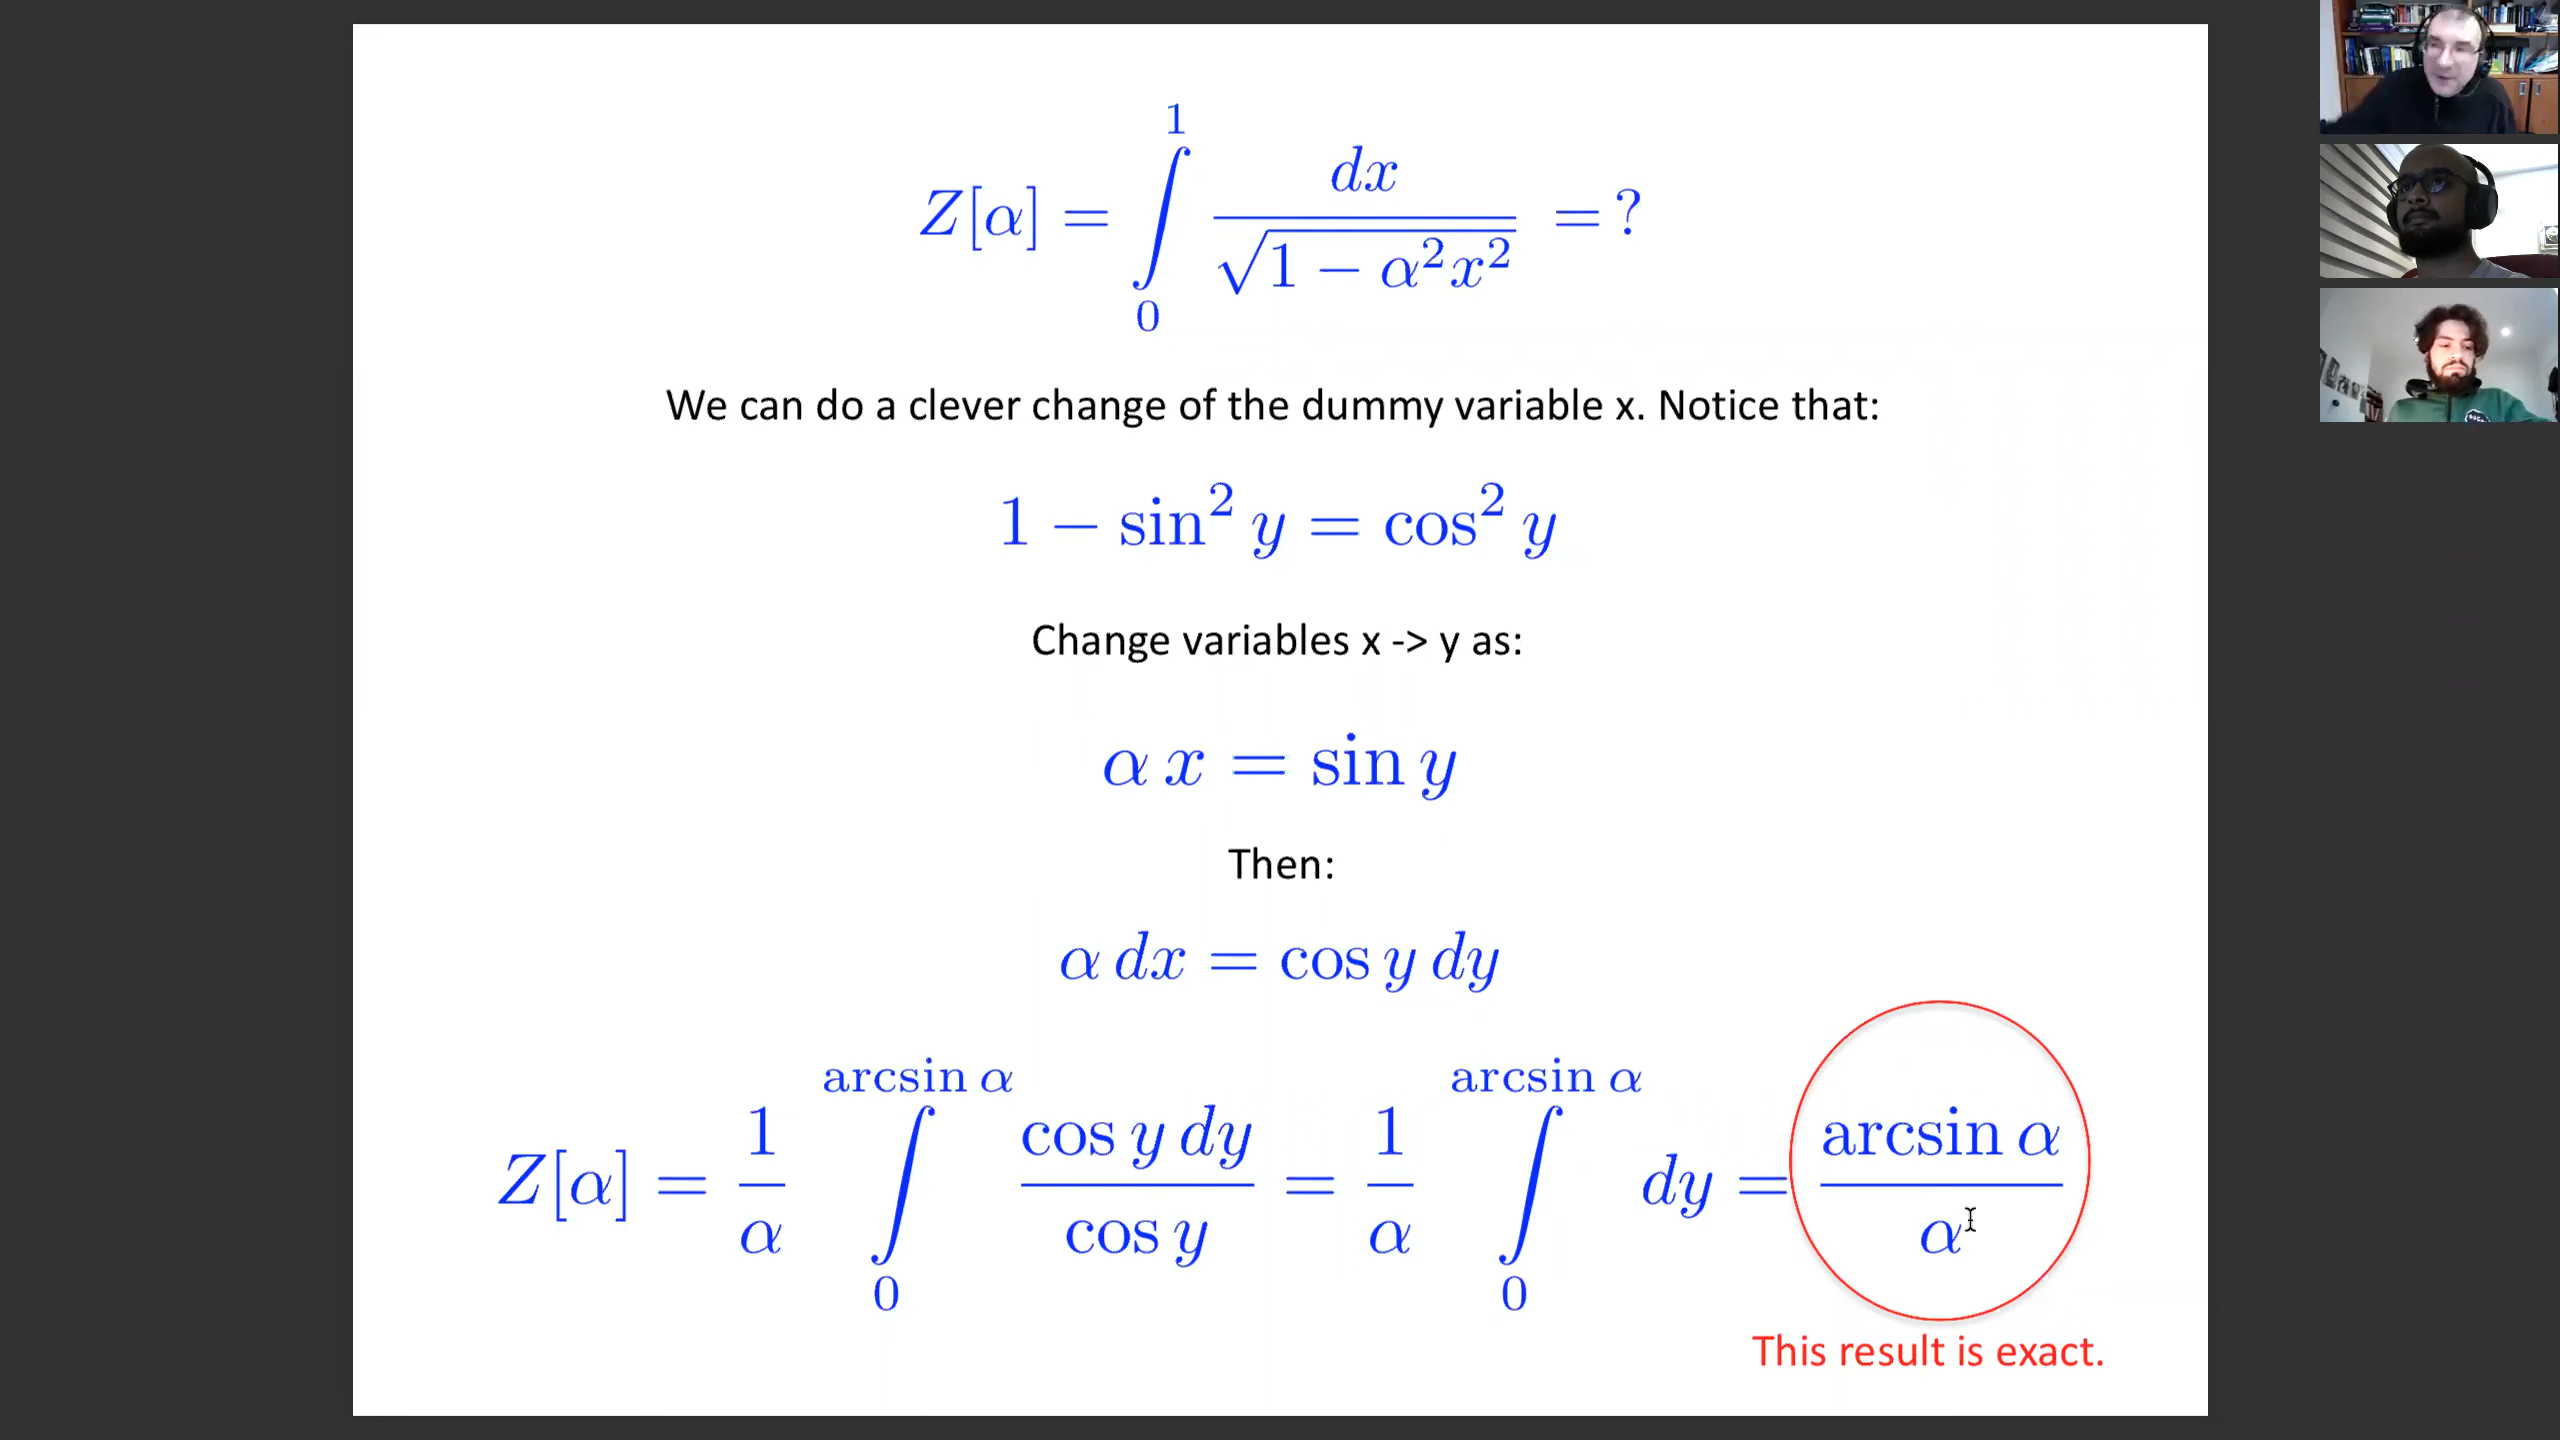 Z[α] = ∫₀¹ dx / √(1 − α²x²) = ?
We can do a clever change of the dummy variable x. Notice that:
1 − sin² y = cos² y
Change variables x -> y as:
α x = sin y
Then:
α dx = cos y dy
Z[α] = 1/α ∫₀^{arcsin α} cos y dy / cos y = 1/α ∫₀^{arcsin α} dy = arcsin α / α
This result is exact.